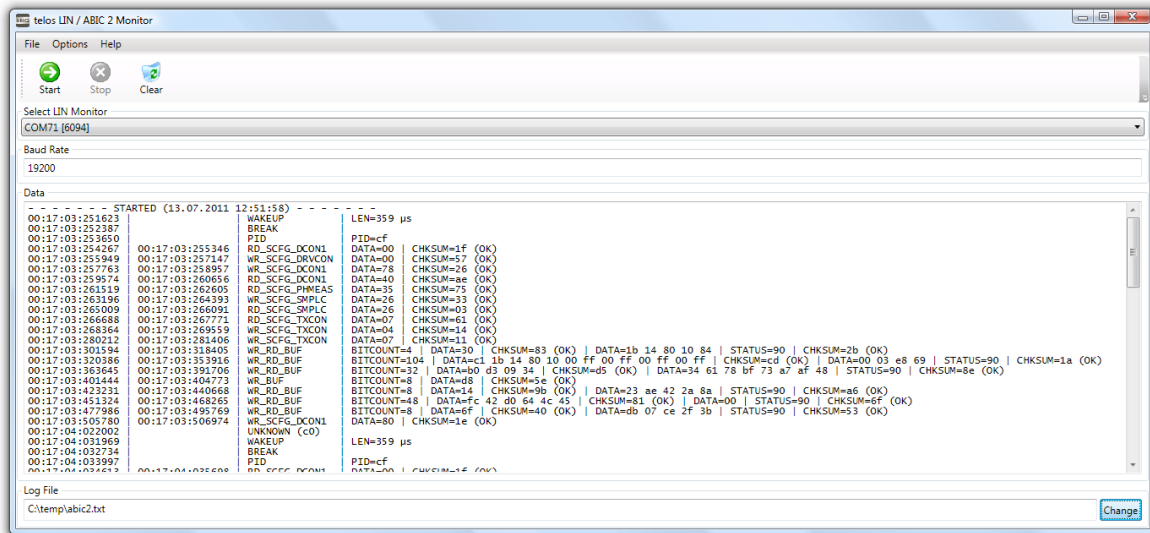 telos LIN / ABIC 2 Monitor
File Options Help
Start Stop Clear
Select LIN Monitor
COM71 [6094]
Baud Rate
19200
Data
- - - - - - - STARTED (13.07.2011 12:51:58) - - - - - - -
00:17:03:251623 | | WAKEUP | LEN=359 µs
00:17:03:252387 | | BREAK |
00:17:03:253650 | | PID | PID=cf
00:17:03:254267 | 00:17:03:255346 | RD_SCFG_DCON1 | DATA=00 | CHKSUM=1f (OK)
00:17:03:255949 | 00:17:03:257147 | WR_SCFG_DRVCON | DATA=00 | CHKSUM=57 (OK)
00:17:03:257763 | 00:17:03:258957 | WR_SCFG_DCON1 | DATA=78 | CHKSUM=26 (OK)
00:17:03:259574 | 00:17:03:260656 | RD_SCFG_DCON1 | DATA=40 | CHKSUM=ae (OK)
00:17:03:261519 | 00:17:03:262605 | RD_SCFG_PHMEAS | DATA=35 | CHKSUM=75 (OK)
00:17:03:263196 | 00:17:03:264393 | WR_SCFG_SMPLC | DATA=26 | CHKSUM=33 (OK)
00:17:03:265009 | 00:17:03:266091 | RD_SCFG_SMPLC | DATA=26 | CHKSUM=03 (OK)
00:17:03:266688 | 00:17:03:267771 | RD_SCFG_TXCON | DATA=07 | CHKSUM=61 (OK)
00:17:03:268364 | 00:17:03:269559 | WR_SCFG_TXCON | DATA=04 | CHKSUM=14 (OK)
00:17:03:280212 | 00:17:03:281406 | WR_SCFG_TXCON | DATA=07 | CHKSUM=11 (OK)
00:17:03:301594 | 00:17:03:318405 | WR_RD_BUF | BITCOUNT=4 | DATA=30 | CHKSUM=83 (OK) | DATA=1b 14 80 10 84 | STATUS=90 | CHKSUM=2b (OK)
00:17:03:320386 | 00:17:03:353916 | WR_RD_BUF | BITCOUNT=104 | DATA=c1 1b 14 80 10 00 ff 00 ff 00 ff 00 ff | CHKSUM=cd (OK) | DATA=00 03 e8 69 | STATUS=90 | CHKSUM=1a (OK)
00:17:03:363645 | 00:17:03:391706 | WR_RD_BUF | BITCOUNT=32 | DATA=b0 d3 09 34 | CHKSUM=d5 (OK) | DATA=34 61 78 bf 73 a7 af 48 | STATUS=90 | CHKSUM=8e (OK)
00:17:03:401444 | 00:17:03:404773 | WR_BUF | BITCOUNT=8 | DATA=d8 | CHKSUM=5e (OK)
00:17:03:423231 | 00:17:03:440668 | WR_RD_BUF | BITCOUNT=8 | DATA=14 | CHKSUM=9b (OK) | DATA=23 ae 42 2a 8a | STATUS=90 | CHKSUM=a6 (OK)
00:17:03:451324 | 00:17:03:468265 | WR_RD_BUF | BITCOUNT=48 | DATA=fc 42 d0 64 4c 45 | CHKSUM=81 (OK) | DATA=00 | STATUS=90 | CHKSUM=6f (OK)
00:17:03:477986 | 00:17:03:495769 | WR_RD_BUF | BITCOUNT=8 | DATA=6f | CHKSUM=40 (OK) | DATA=db 07 ce 2f 3b | STATUS=90 | CHKSUM=53 (OK)
00:17:03:505780 | 00:17:03:506974 | WR_SCFG_DCON1 | DATA=80 | CHKSUM=1e (OK)
00:17:04:022002 | | UNKNOWN (c0) |
00:17:04:031969 | | WAKEUP | LEN=359 µs
00:17:04:032734 | | BREAK |
00:17:04:033997 | | PID | PID=cf
00:17:04:034613 | 00:17:04:035698 | RD_SCFG_DCON1 | DATA=00 | CHKSUM=1f (OK)
Log File
C:\temp\abic2.txt
Change